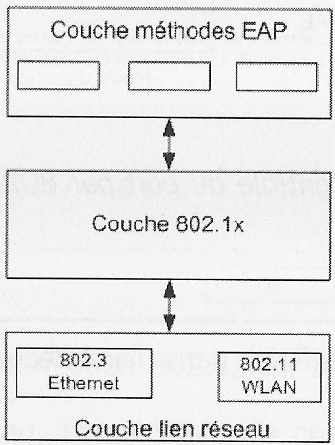 Couche méthodes EAP
Couche 802.1x
802.3
Ethernet
802.11
WLAN
Couche lien réseau